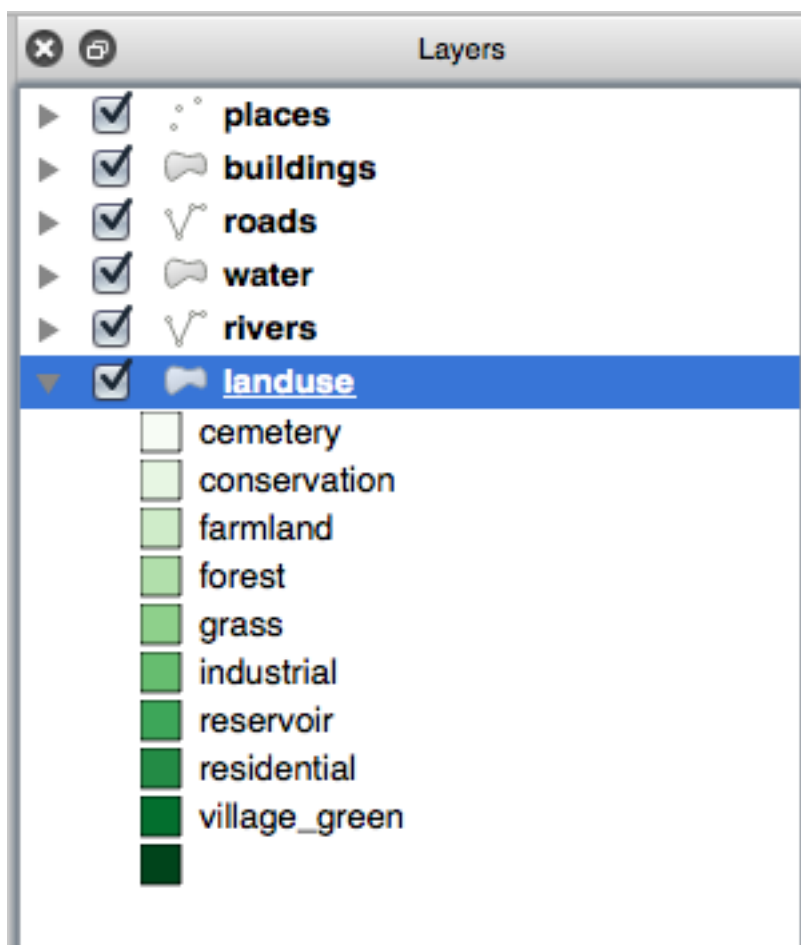 Layers
places
buildings
roads
water
rivers
landuse
cemetery
conservation
farmland
forest
grass
industrial
reservoir
residential
village_green